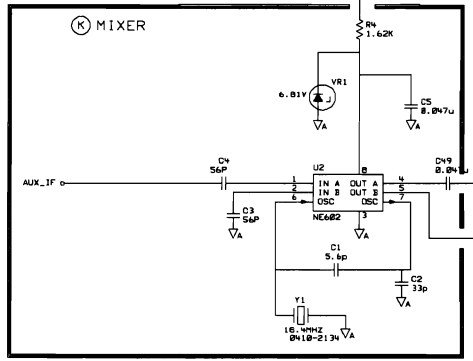 K MIXER
R4
1.62K
VR1
6.81V
C5
0.047u
A
A
C4
56P
U2
8
C49
0.047u
AUX_IF
1 IN A OUT A 4
2 IN B OUT B 5
6 OSC OSC 7
NE602
3
C3
56P
A
A
C1
5.6p
C2
33p
A
Y1
16.4MHZ
0410-2134
A